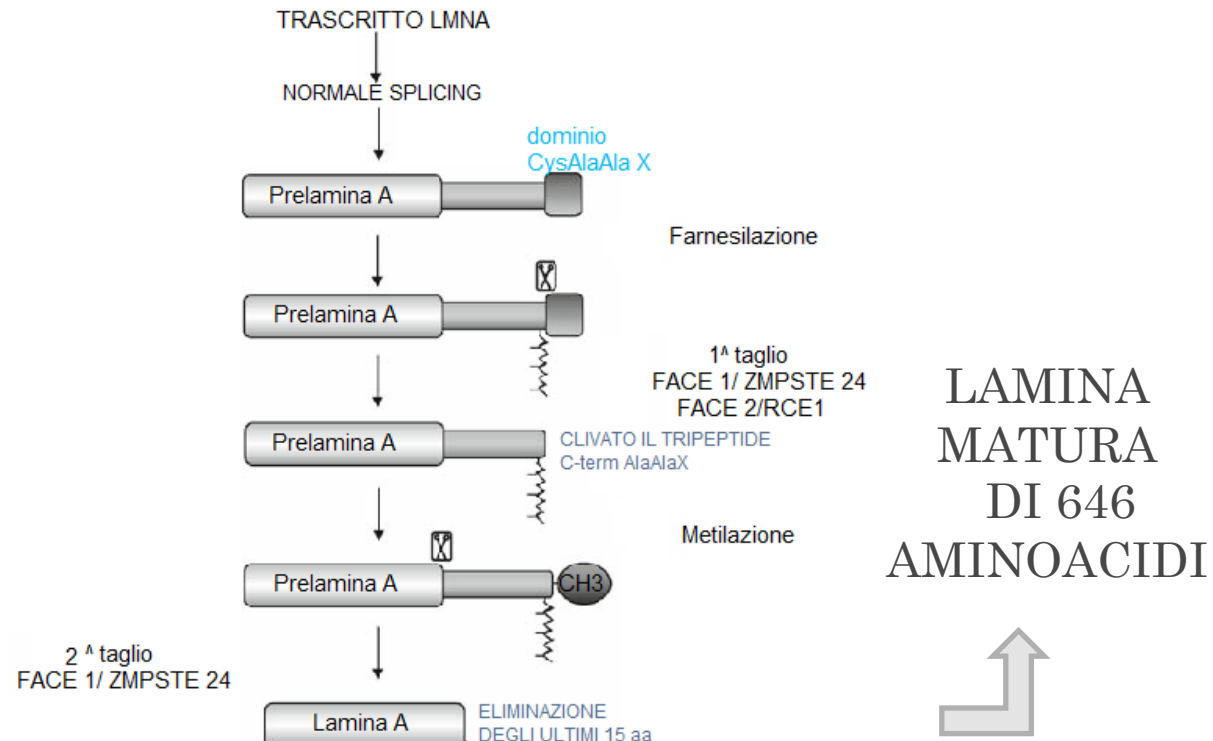 TRASCRITTO LMNA
NORMALE SPLICING
dominio
CysAlaAla X
Prelamina A
Farnesilazione
Prelamina A
1^ taglio
FACE 1/ ZMPSTE 24
FACE 2/RCE1
Prelamina A
CLIVATO IL TRIPEPTIDE
C-term AlaAlaX
Metilazione
Prelamina A
CH3
2 ^ taglio
FACE 1/ ZMPSTE 24
Lamina A
ELIMINAZIONE
DEGLI ULTIMI 15 aa
LAMINA
MATURA
DI 646
AMINOACIDI